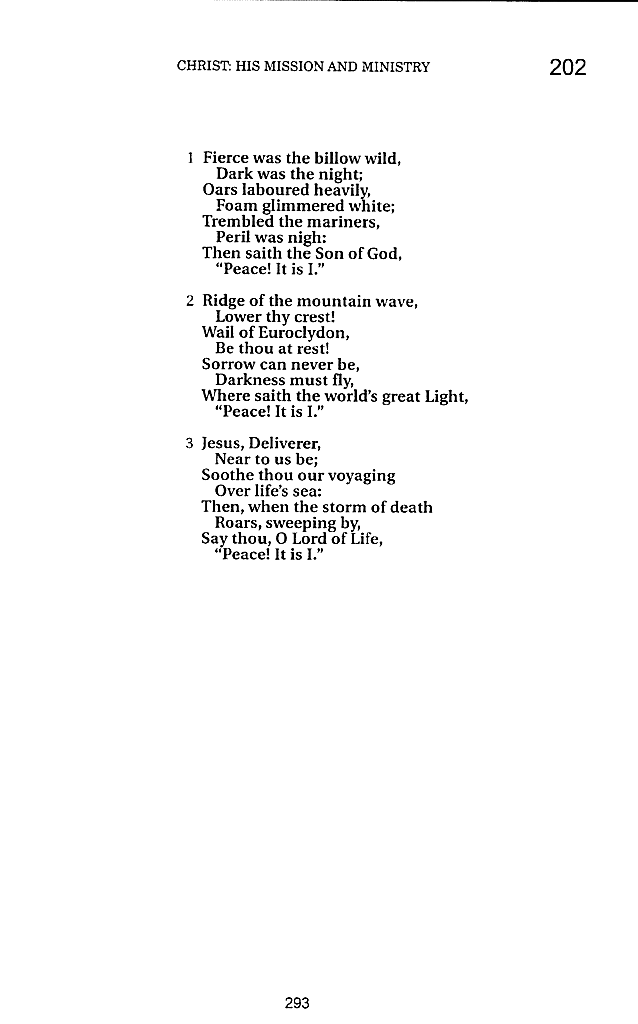 CHRIST: HIS MISSION AND MINISTRY 202
1 Fierce was the billow wild,
Dark was the night;
Oars laboured heavily,
Foam glimmered white;
Trembled the mariners,
Peril was nigh:
Then saith the Son of God,
“Peace! It is I.”
2 Ridge of the mountain wave,
Lower thy crest!
Wail of Euroclydon,
Be thou at rest!
Sorrow can never be,
Darkness must fly,
Where saith the world’s great Light,
“Peace! It is I.”
3 Jesus, Deliverer,
Near to us be;
Soothe thou our voyaging
Over life’s sea:
Then, when the storm of death
Roars, sweeping by,
Say thou, O Lord of Life,
“Peace! It is I.”
293